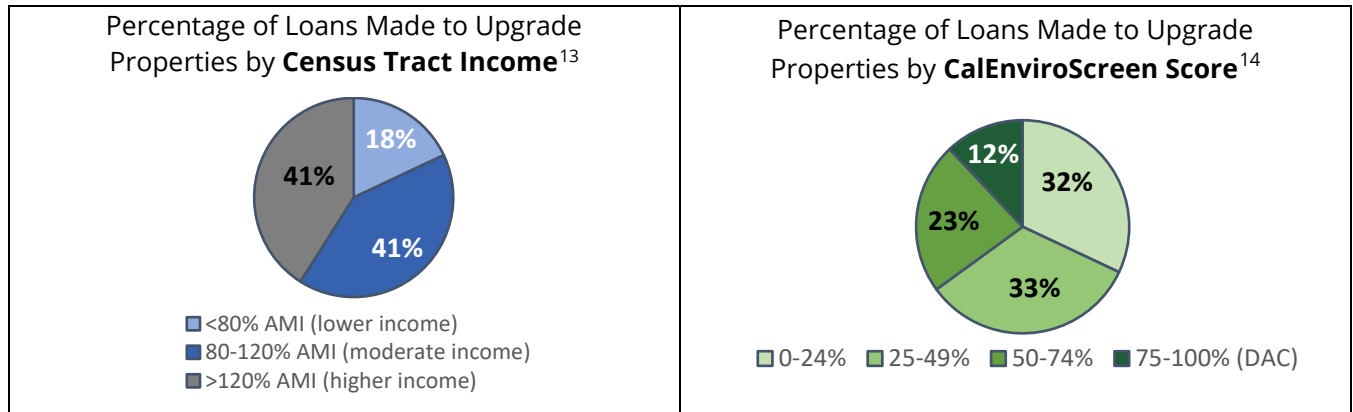 Percentage of Loans Made to Upgrade
Properties by Census Tract Income13
18%
41%
41%
<80% AMI (lower income)
80-120% AMI (moderate income)
>120% AMI (higher income)
Percentage of Loans Made to Upgrade
Properties by CalEnviroScreen Score14
12%
32%
23%
33%
0-24% 25-49% 50-74% 75-100% (DAC)